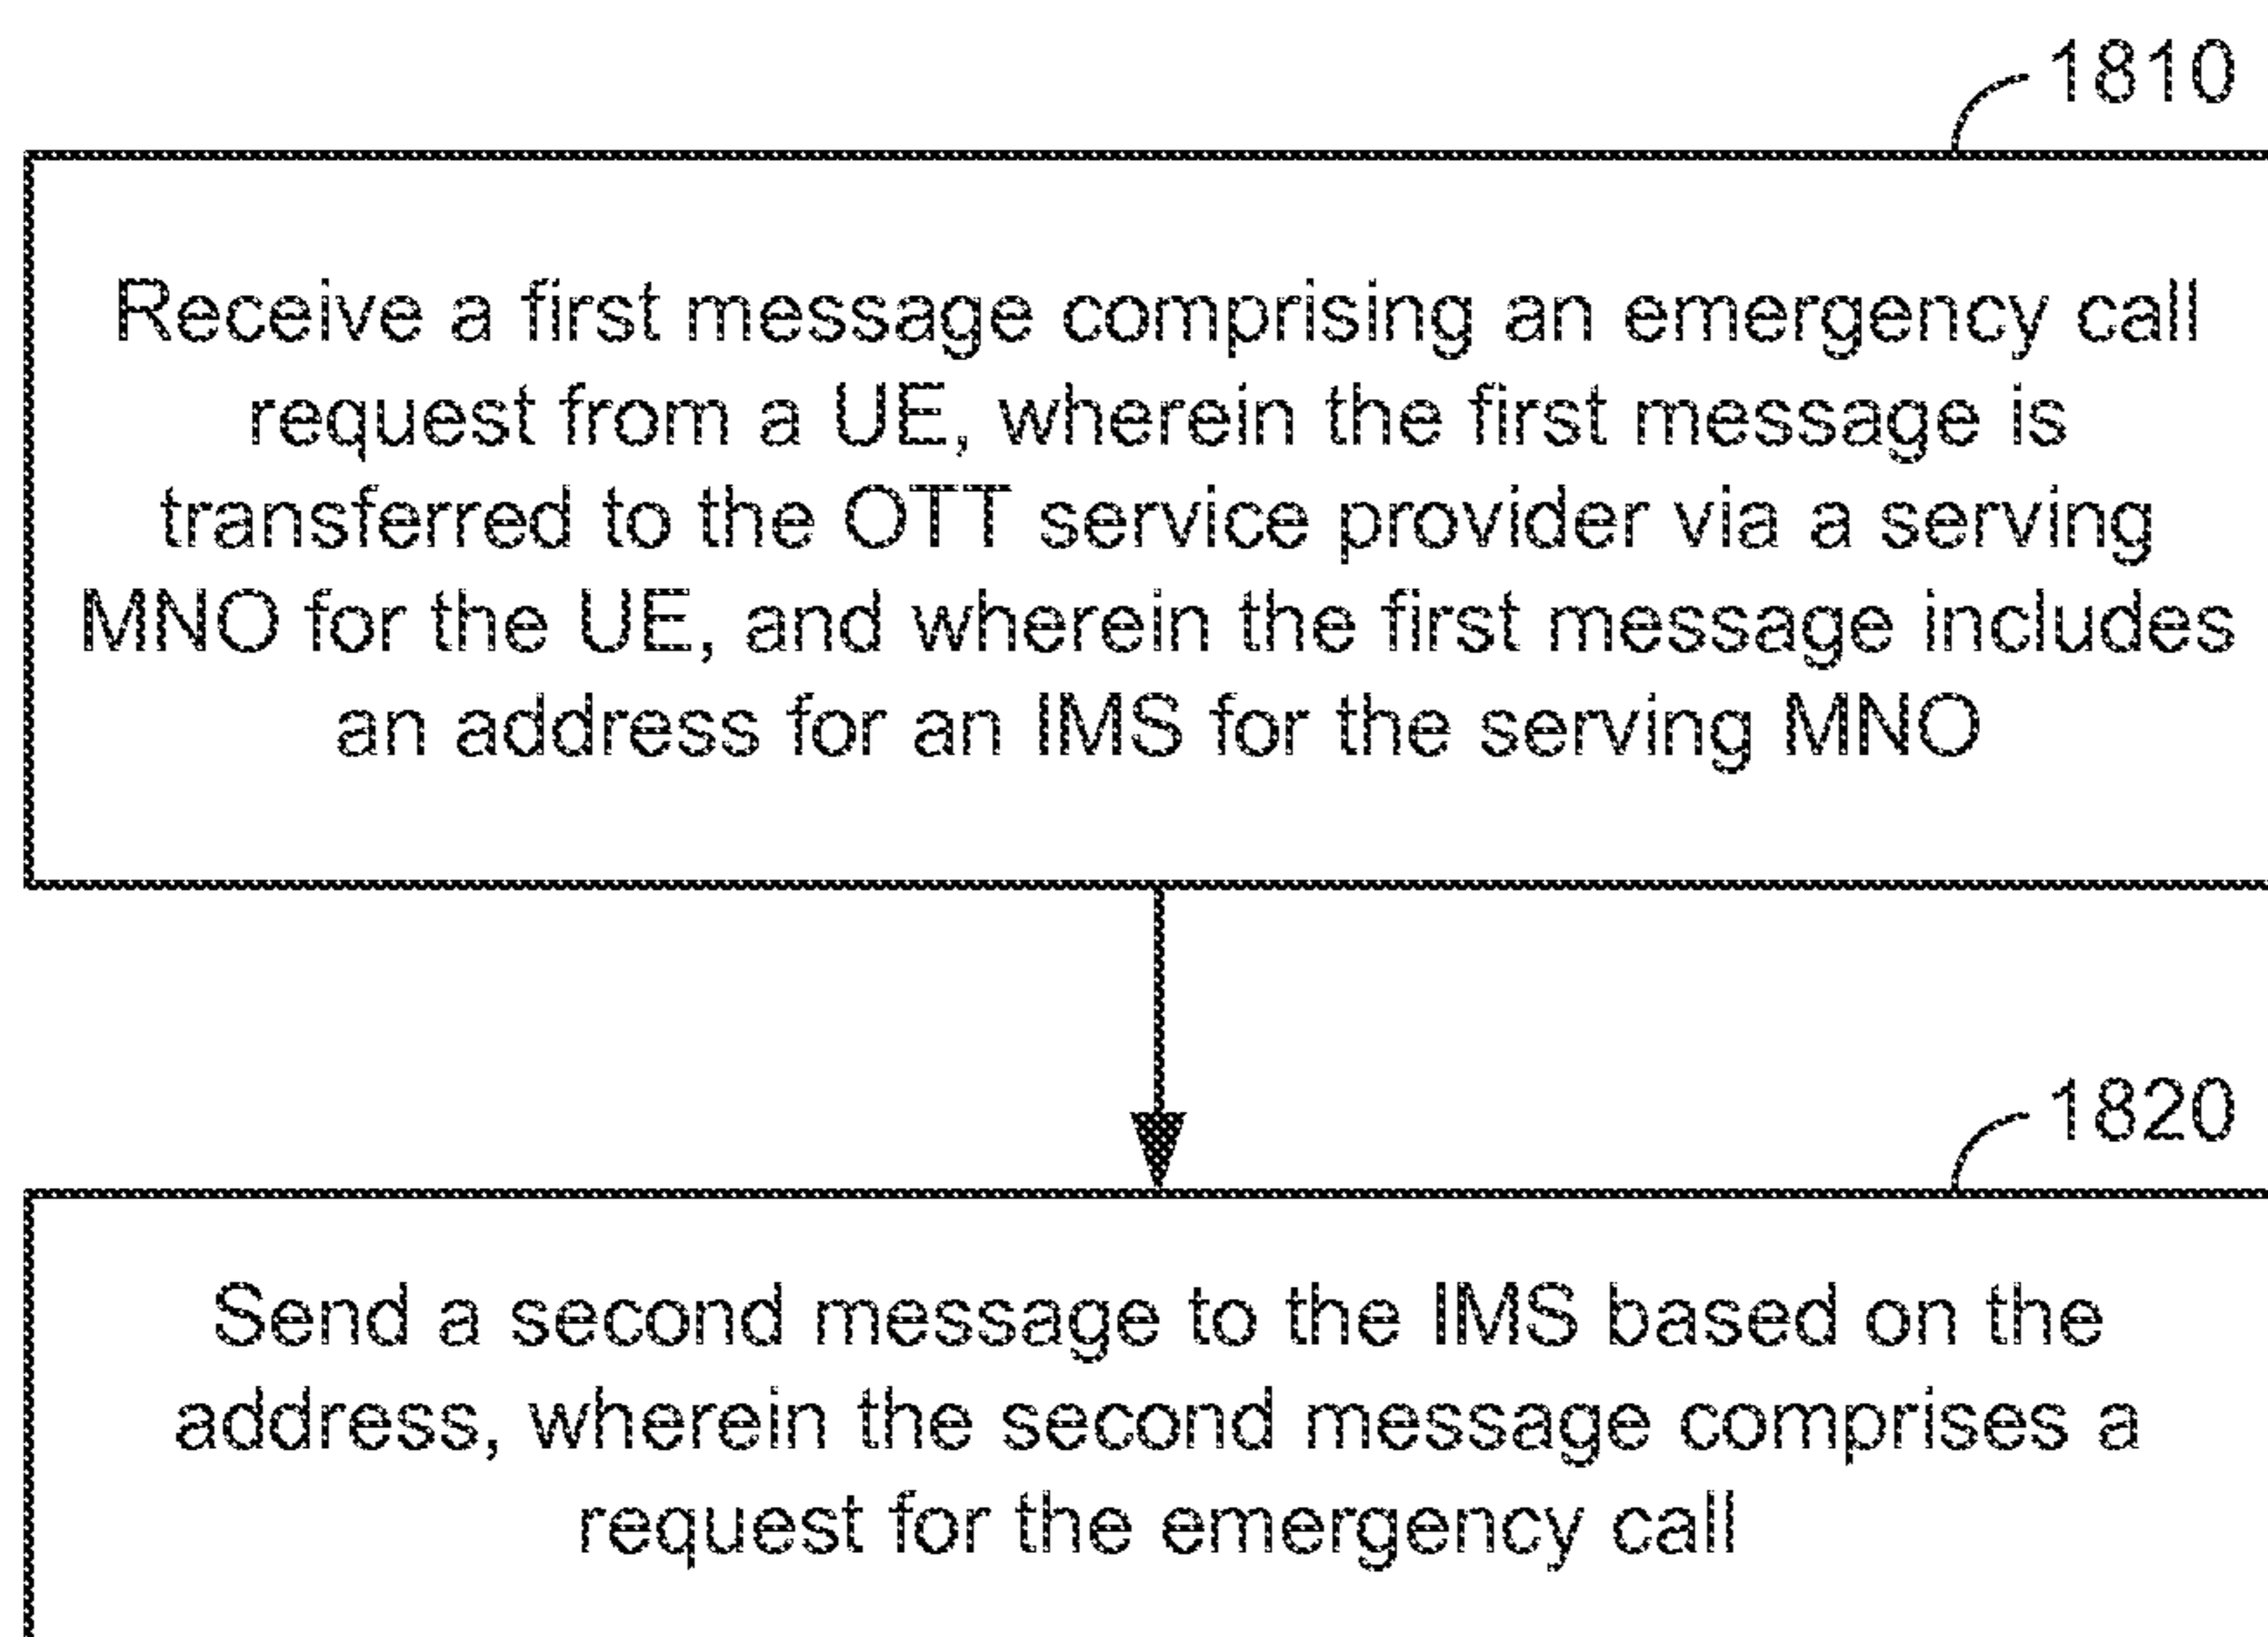 1810
Receive a first message comprising an emergency call
request from a UE, wherein the first message is
transferred to the OTT service provider via a serving
MNO for the UE, and wherein the first message includes
an address for an IMS for the serving MNO
1820
Send a second message to the IMS based on the
address, wherein the second message comprises a
request for the emergency call